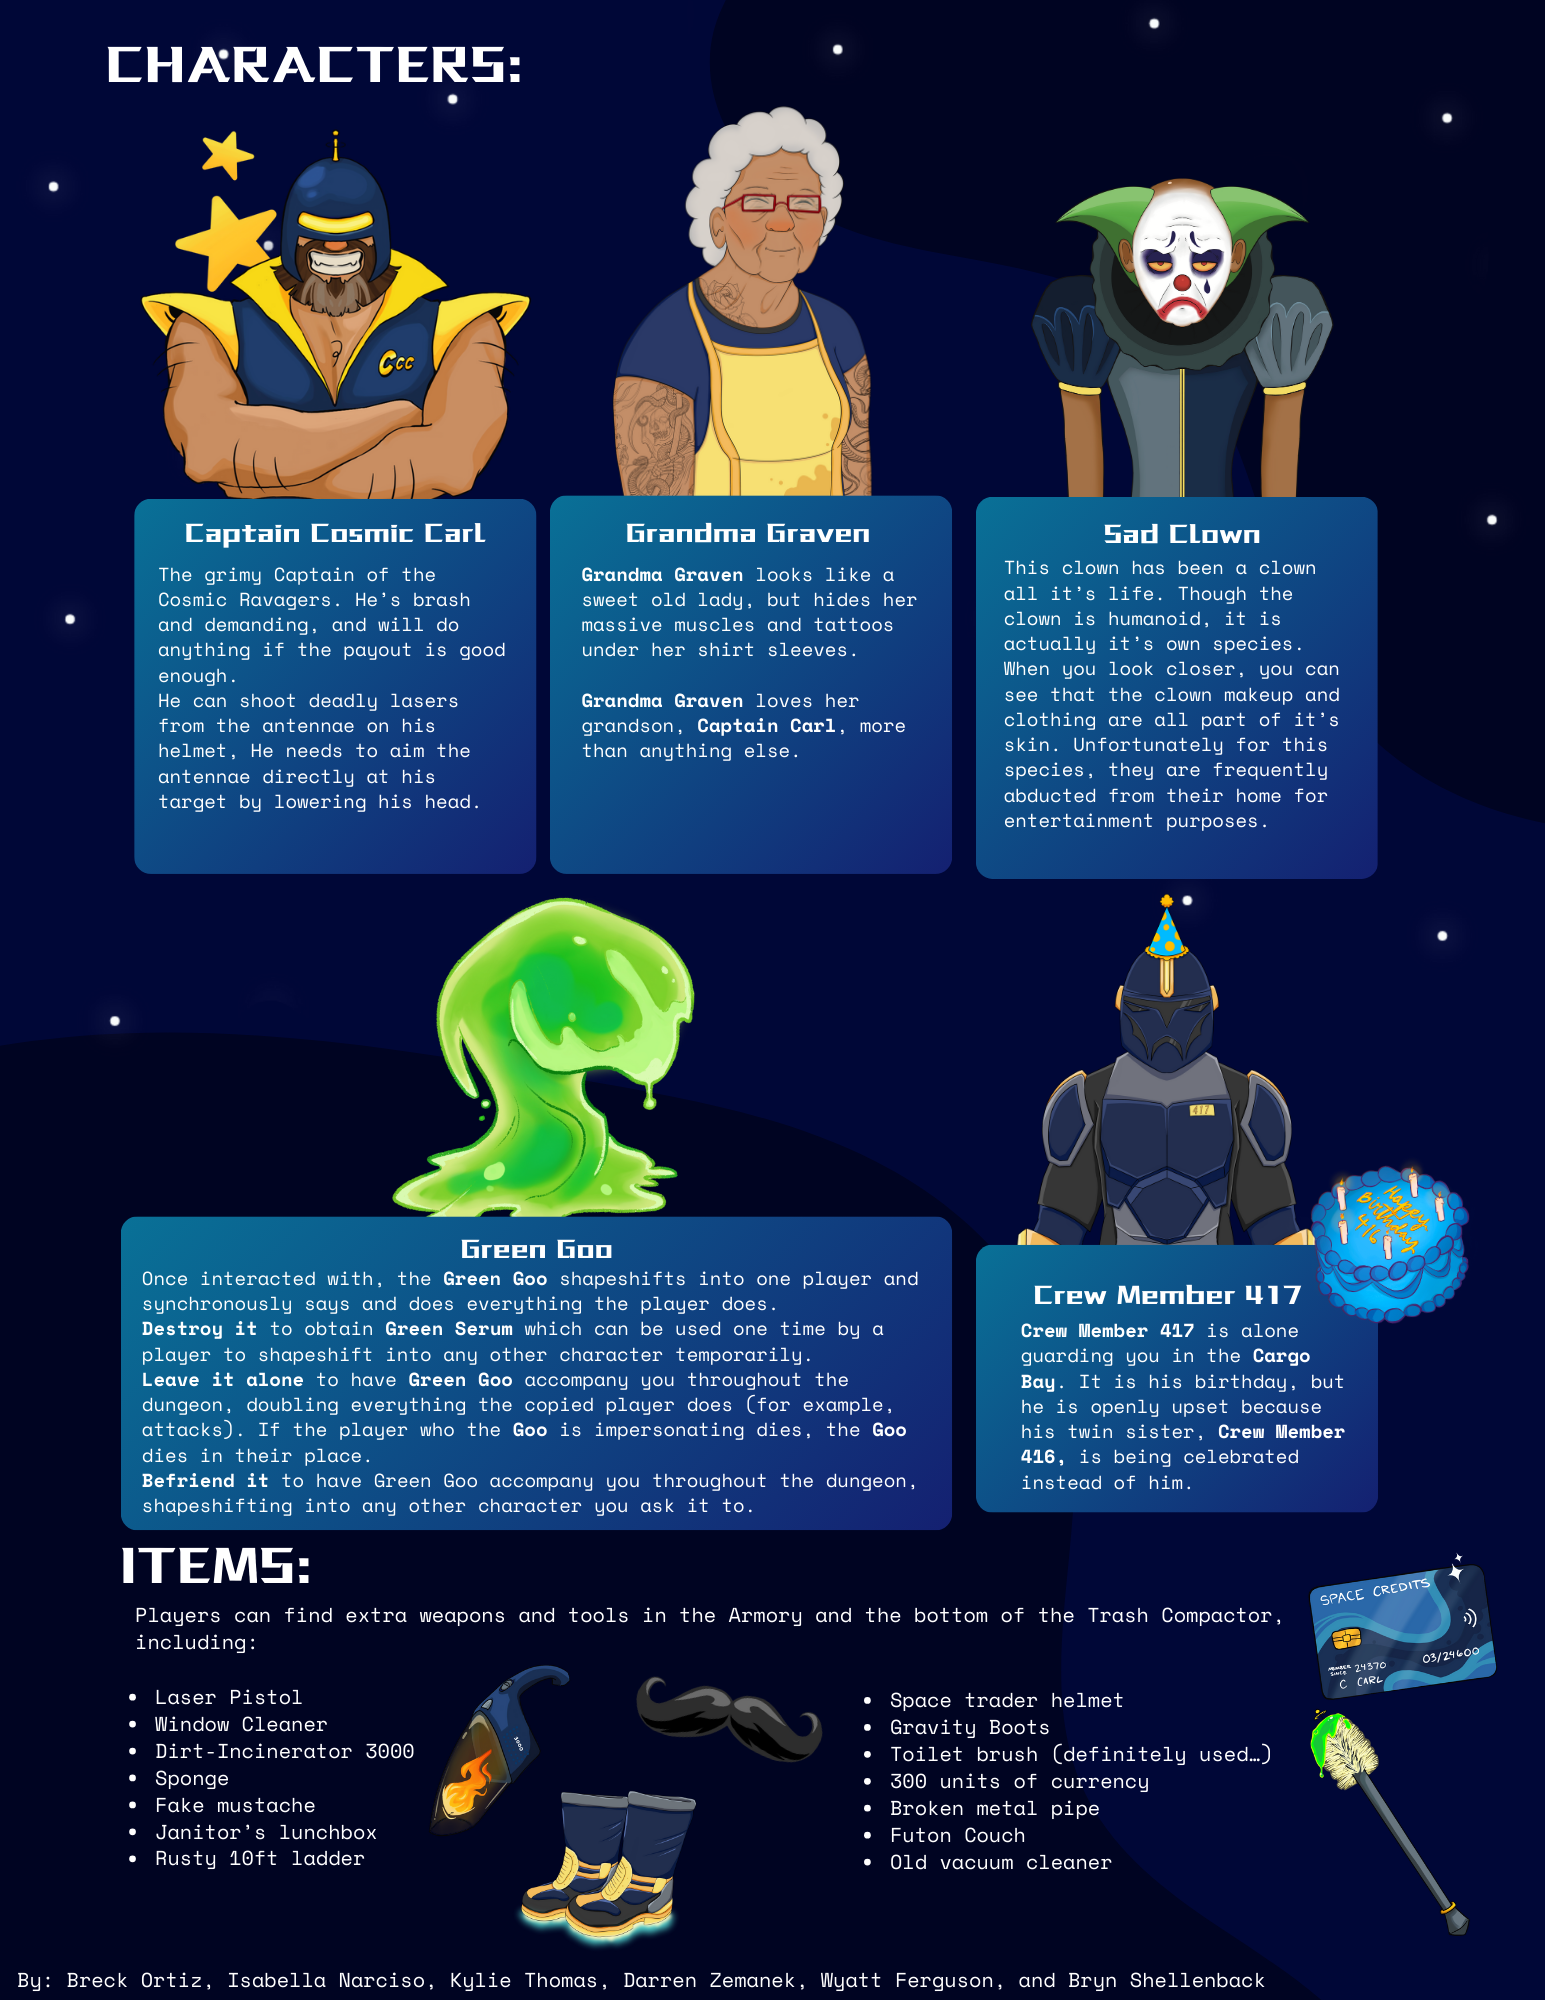 CHARACTERS:
Ccc
Captain Cosmic Carl
The grimy Captain of the
Cosmic Ravagers. He's brash
and demanding, and will do
anything if the payout is good
enough.
He can shoot deadly lasers
from the antennae on his
helmet, He needs to aim the
antennae directly at his
target by lowering his head.
Grandma Graven
Grandma Graven looks like a
sweet old lady, but hides her
massive muscles and tattoos
under her shirt sleeves.
Grandma Graven loves her
grandson, Captain Carl, more
than anything else.
Sad Clown
This clown has been a clown
all it's life. Though the
clown is humanoid, it is
actually it's own species.
When you look closer, you can
see that the clown makeup and
clothing are all part of it's
skin. Unfortunately for this
species, they are frequently
abducted from their home for
entertainment purposes.
Green Goo
Once interacted with, the Green Goo shapeshifts into one player and
synchronously says and does everything the player does.
Destroy it to obtain Green Serum which can be used one time by a
player to shapeshift into any other character temporarily.
Leave it alone to have Green Goo accompany you throughout the
dungeon, doubling everything the copied player does (for example,
attacks). If the player who the Goo is impersonating dies, the Goo
dies in their place.
Befriend it to have Green Goo accompany you throughout the dungeon,
shapeshifting into any other character you ask it to.
417
Happy
Birthday
416
Crew Member 417
Crew Member 417 is alone
guarding you in the Cargo
Bay. It is his birthday, but
he is openly upset because
his twin sister, Crew Member
416, is being celebrated
instead of him.
ITEMS:
Players can find extra weapons and tools in the Armory and the bottom of the Trash Compactor,
including:
• Laser Pistol
• Window Cleaner
• Dirt-Incinerator 3000
• Sponge
• Fake mustache
• Janitor's lunchbox
• Rusty 10ft ladder
3000
• Space trader helmet
• Gravity Boots
• Toilet brush (definitely used…)
• 300 units of currency
• Broken metal pipe
• Futon Couch
• Old vacuum cleaner
SPACE CREDITS
MEMBER
SINCE 24370
03/24600
C CARL
By: Breck Ortiz, Isabella Narciso, Kylie Thomas, Darren Zemanek, Wyatt Ferguson, and Bryn Shellenback